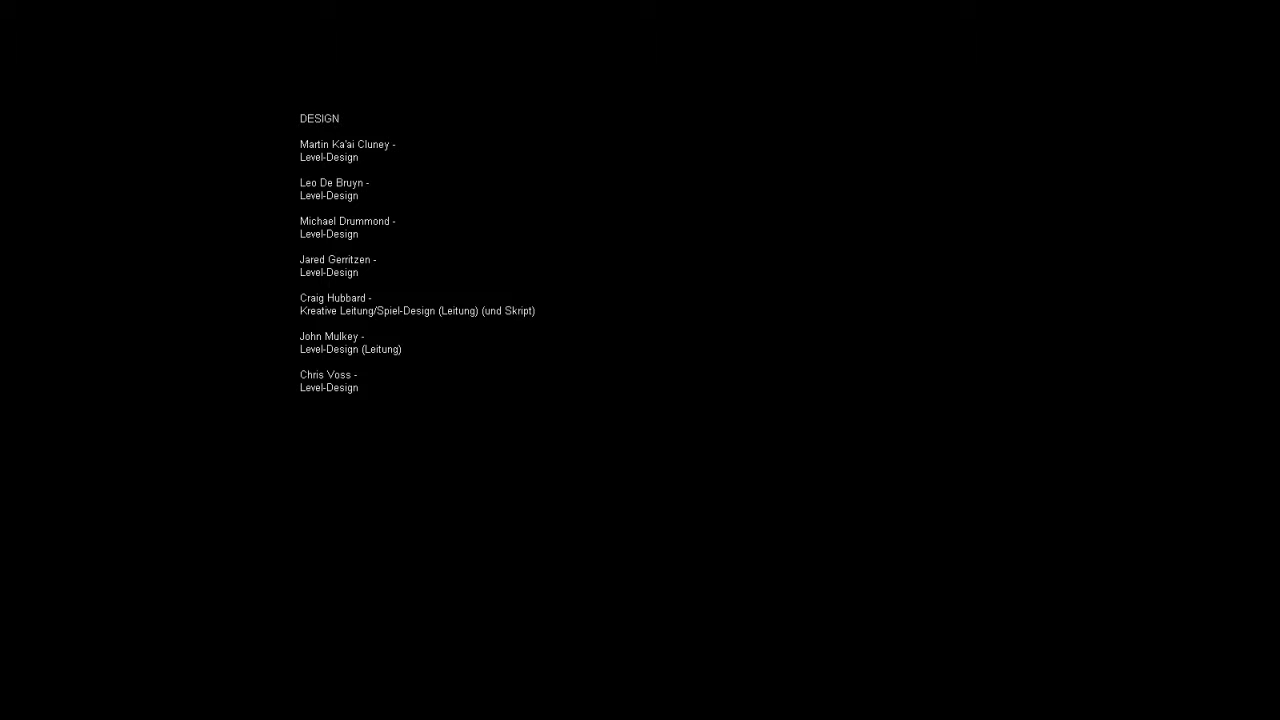 DESIGN
Martin Ka'ai Cluney -
Level-Design
Leo De Bruyn -
Level-Design
Michael Drummond -
Level-Design
Jared Gerritzen -
Level-Design
Craig Hubbard -
Kreative Leitung/Spiel-Design (Leitung) (und Skript)
John Mulkey -
Level-Design (Leitung)
Chris Voss -
Level-Design